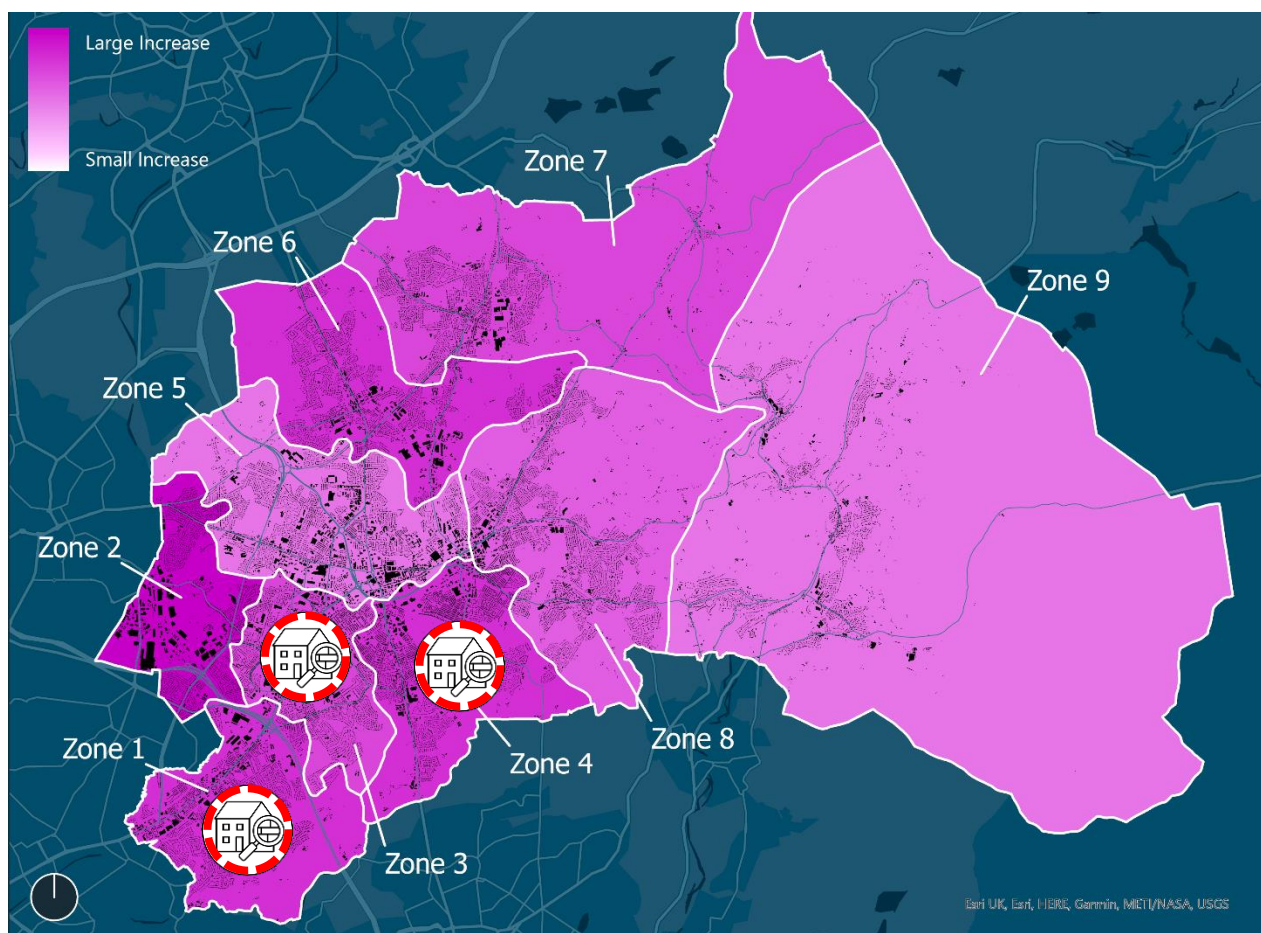 Large Increase
Small Increase
Zone 7
Zone 6
Zone 9
Zone 5
Zone 2
Zone 8
Zone 1
Zone 4
Zone 3
Esri UK, Esri, HERE, Garmin, METI/NASA, USGS